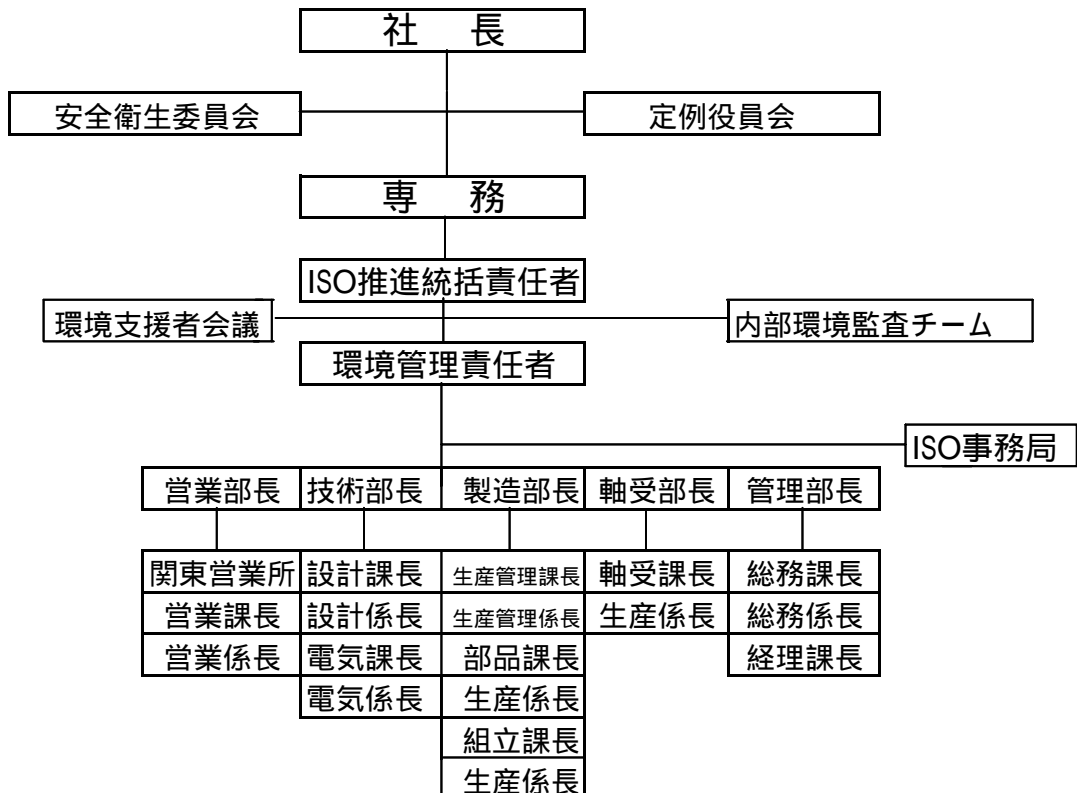 社 長
安全衛生委員会 定例役員会
専 務
ISO推進統括責任者
環境支援者会議 内部環境監査チーム
環境管理責任者
ISO事務局
営業部長 技術部長 製造部長 軸受部長 管理部長
関東営業所 設計課長 生産管理課長 軸受課長 総務課長
営業課長 設計係長 生産管理係長 生産係長 総務係長
営業係長 電気課長 部品課長 経理課長
電気係長 生産係長
組立課長
生産係長